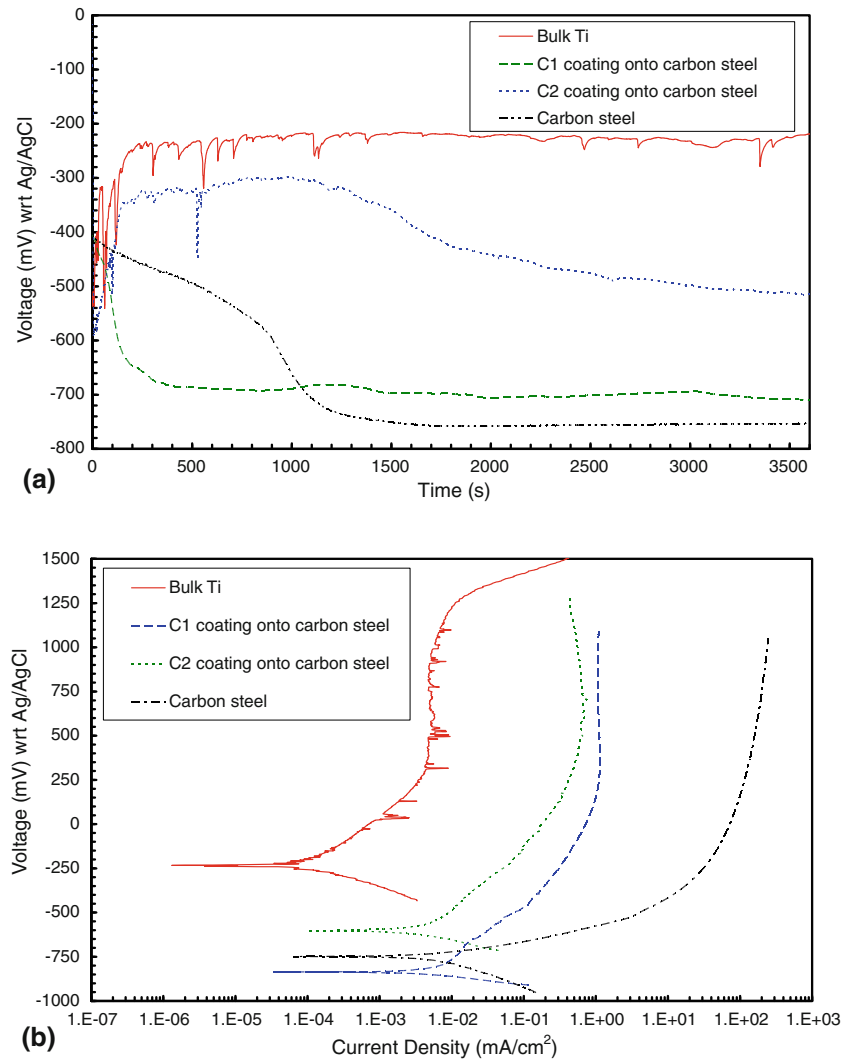 0
-100
-200
-300
-400
-500
-600
-700
-800
Voltage (mV) wrt Ag/AgCl
Bulk Ti
C1 coating onto carbon steel
C2 coating onto carbon steel
Carbon steel
0 500 1000 1500 2000 2500 3000 3500
Time (s)
(a)
1500
1250
1000
750
500
250
0
-250
-500
-750
-1000
Voltage (mV) wrt Ag/AgCl
Bulk Ti
C1 coating onto carbon steel
C2 coating onto carbon steel
Carbon steel
1.E-07 1.E-06 1.E-05 1.E-04 1.E-03 1.E-02 1.E-01 1.E+00 1.E+01 1.E+02 1.E+03
Current Density (mA/cm²)
(b)